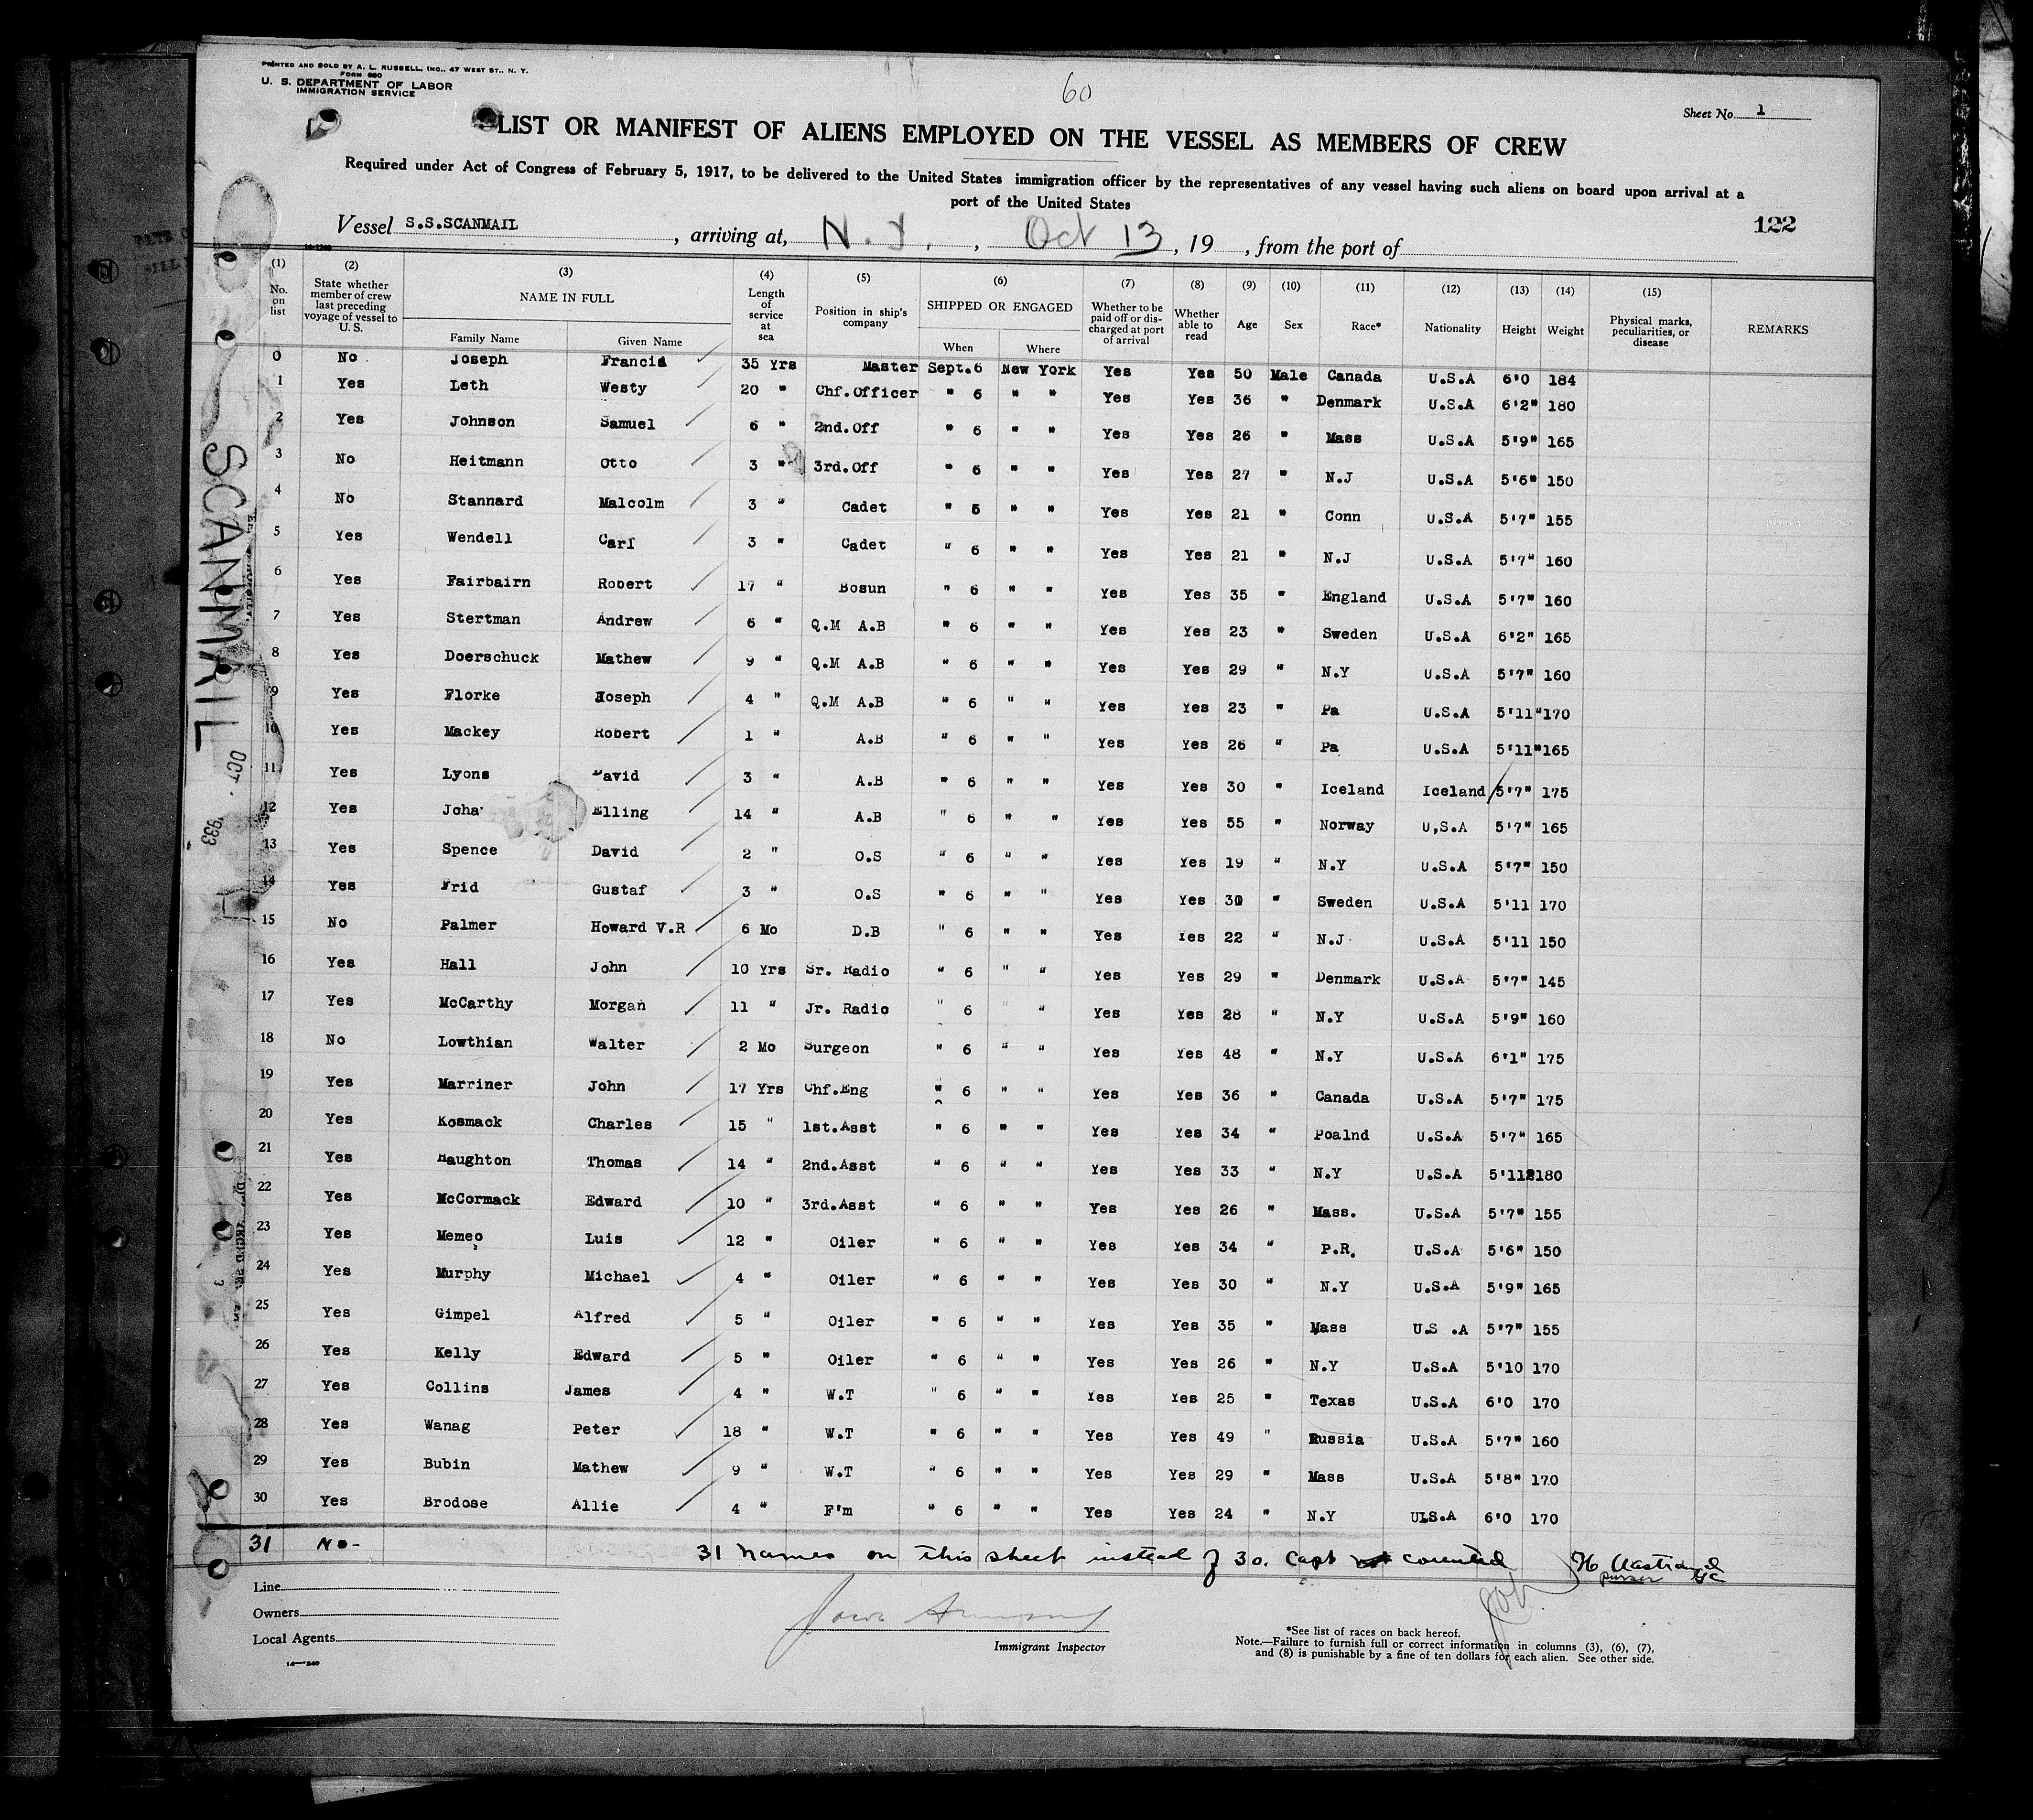 PRINTED AND SOLD BY A. L. RUSSELL, INC., 47 WEST ST., N. Y.
FORM 680
U. S. DEPARTMENT OF LABOR
IMMIGRATION SERVICE
60
Sheet No. 1
LIST OR MANIFEST OF ALIENS EMPLOYED ON THE VESSEL AS MEMBERS OF CREW
Required under Act of Congress of February 5, 1917, to be delivered to the United States immigration officer by the representatives of any vessel having such aliens on board upon arrival at a
port of the United States
122
Vessel S.S.SCANMAIL, arriving at, N.Y., Oct 13, 19 , from the port of
(1) No. on list (2) State whether member of crew last preceding voyage of vessel to U. S. (3) NAME IN FULL Family Name Given Name (4) Length of service at sea (5) Position in ship's company (6) SHIPPED OR ENGAGED When Where (7) Whether to be paid off or discharged at port of arrival (8) Whether able to read (9) Age (10) Sex (11) Race* (12) Nationality (13) Height (14) Weight (15) Physical marks, peculiarities, or disease REMARKS
0 No Joseph Francis 35 Yrs Master Sept.6 New York Yes Yes 50 Male Canada U.S.A 6'0 184
1 Yes Leth Westy 20 " Chf.Officer " 6 " " Yes Yes 36 " Denmark U.S.A 6'2" 180
2 Yes Johnson Samuel 6 " 2nd.Off " 6 " " Yes Yes 26 " Mass U.S.A 5'9" 165
3 No Heitmann Otto 3 " 3rd.Off " 6 " " Yes Yes 27 " N.J U.S.A 5'6" 150
4 No Stannard Malcolm 3 " Cadet " 6 " " Yes Yes 21 " Conn U.S.A 5'7" 155
5 Yes Wendell Carl 3 " Cadet " 6 " " Yes Yes 21 " N.J U.S.A 5'7" 160
6 Yes Fairbairn Robert 17 " Bosun " 6 " " Yes Yes 35 " England U.S.A 5'7" 160
7 Yes Stertman Andrew 6 " Q.M A.B " 6 " " Yes Yes 23 " Sweden U.S.A 6'2" 165
8 Yes Doerschuck Mathew 9 " Q.M A.B " 6 " " Yes Yes 29 " N.Y U.S.A 5'7" 160
9 Yes Florke Joseph 4 " Q.M A.B " 6 " " Yes Yes 23 " Pa U.S.A 5'11" 170
10 Yes Mackey Robert 1 " A.B " 6 " " Yes Yes 26 " Pa U.S.A 5'11" 165
11 Yes Lyons David 3 " A.B " 6 " " Yes Yes 30 " Iceland Iceland 5'7" 175
12 Yes Elling 14 " A.B " 6 " " Yes Yes 55 " Norway U,S.A 5'7" 165
13 Yes Spence David 2 " O.S " 6 " " Yes Yes 19 " N.Y U.S.A 5'7" 150
14 Yes Frid Gustaf 3 " O.S " 6 " " Yes Yes 30 " Sweden U.S.A 5'11 170
15 No Palmer Howard V.R 6 Mo D.B " 6 " " Yes Yes 22 " N.J U.S.A 5'11 150
16 Yes Hall John 10 Yrs Sr. Radio " 6 " " Yes Yes 29 " Denmark U.S.A 5'7" 145
17 Yes McCarthy Morgan 11 " Jr. Radio " 6 " " Yes Yes 28 " N.Y U.S.A 5'9" 160
18 No Lowthian Walter 2 Mo Surgeon " 6 " " Yes Yes 48 " N.Y U.S.A 6'1" 175
19 Yes Marriner John 17 Yrs Chf.Eng " 6 " " Yes Yes 36 " Canada U.S.A 5'7" 175
20 Yes Kosmack Charles 15 " 1st.Asst " 6 " " Yes Yes 34 " Poalnd U.S.A 5'7" 165
21 Yes Haughton Thomas 14 " 2nd.Asst " 6 " " Yes Yes 33 " N.Y U.S.A 5'11 180
22 Yes McCormack Edward 10 " 3rd.Asst " 6 " " Yes Yes 26 " Mass. U.S.A 5'7" 155
23 Yes Memeo Luis 12 " Oiler " 6 " " Yes Yes 34 " P.R. U.S.A 5'6" 150
24 Yes Murphy Michael 4 " Oiler " 6 " " Yes Yes 30 " N.Y U.S.A 5'9" 165
25 Yes Gimpel Alfred 5 " Oiler " 6 " " Yes Yes 35 " Mass U.S .A 5'7" 155
26 Yes Kelly Edward 5 " Oiler " 6 " " Yes Yes 26 " N.Y U.S.A 5'10 170
27 Yes Collins James 4 " W.T " 6 " " Yes Yes 25 " Texas U.S.A 6'0 170
28 Yes Wanag Peter 18 " W.T " 6 " " Yes Yes 49 " Russia U.S.A 5'7" 160
29 Yes Bubin Mathew 9 " W.T " 6 " " Yes Yes 29 " Mass U.S.A 5'8" 170
30 Yes Brodose Allie 4 " F'm " 6 " " Yes Yes 24 " N.Y U.S.A 6'0 170
31 No- 31 names on this sheet instead of 30. Capt counted
purser
Line
Owners
Local Agents
14—1240
Immigrant Inspector
*See list of races on back hereof.
Note.—Failure to furnish full or correct information in columns (3), (6), (7),
and (8) is punishable by a fine of ten dollars for each alien. See other side.
SCANMAIL
OCT